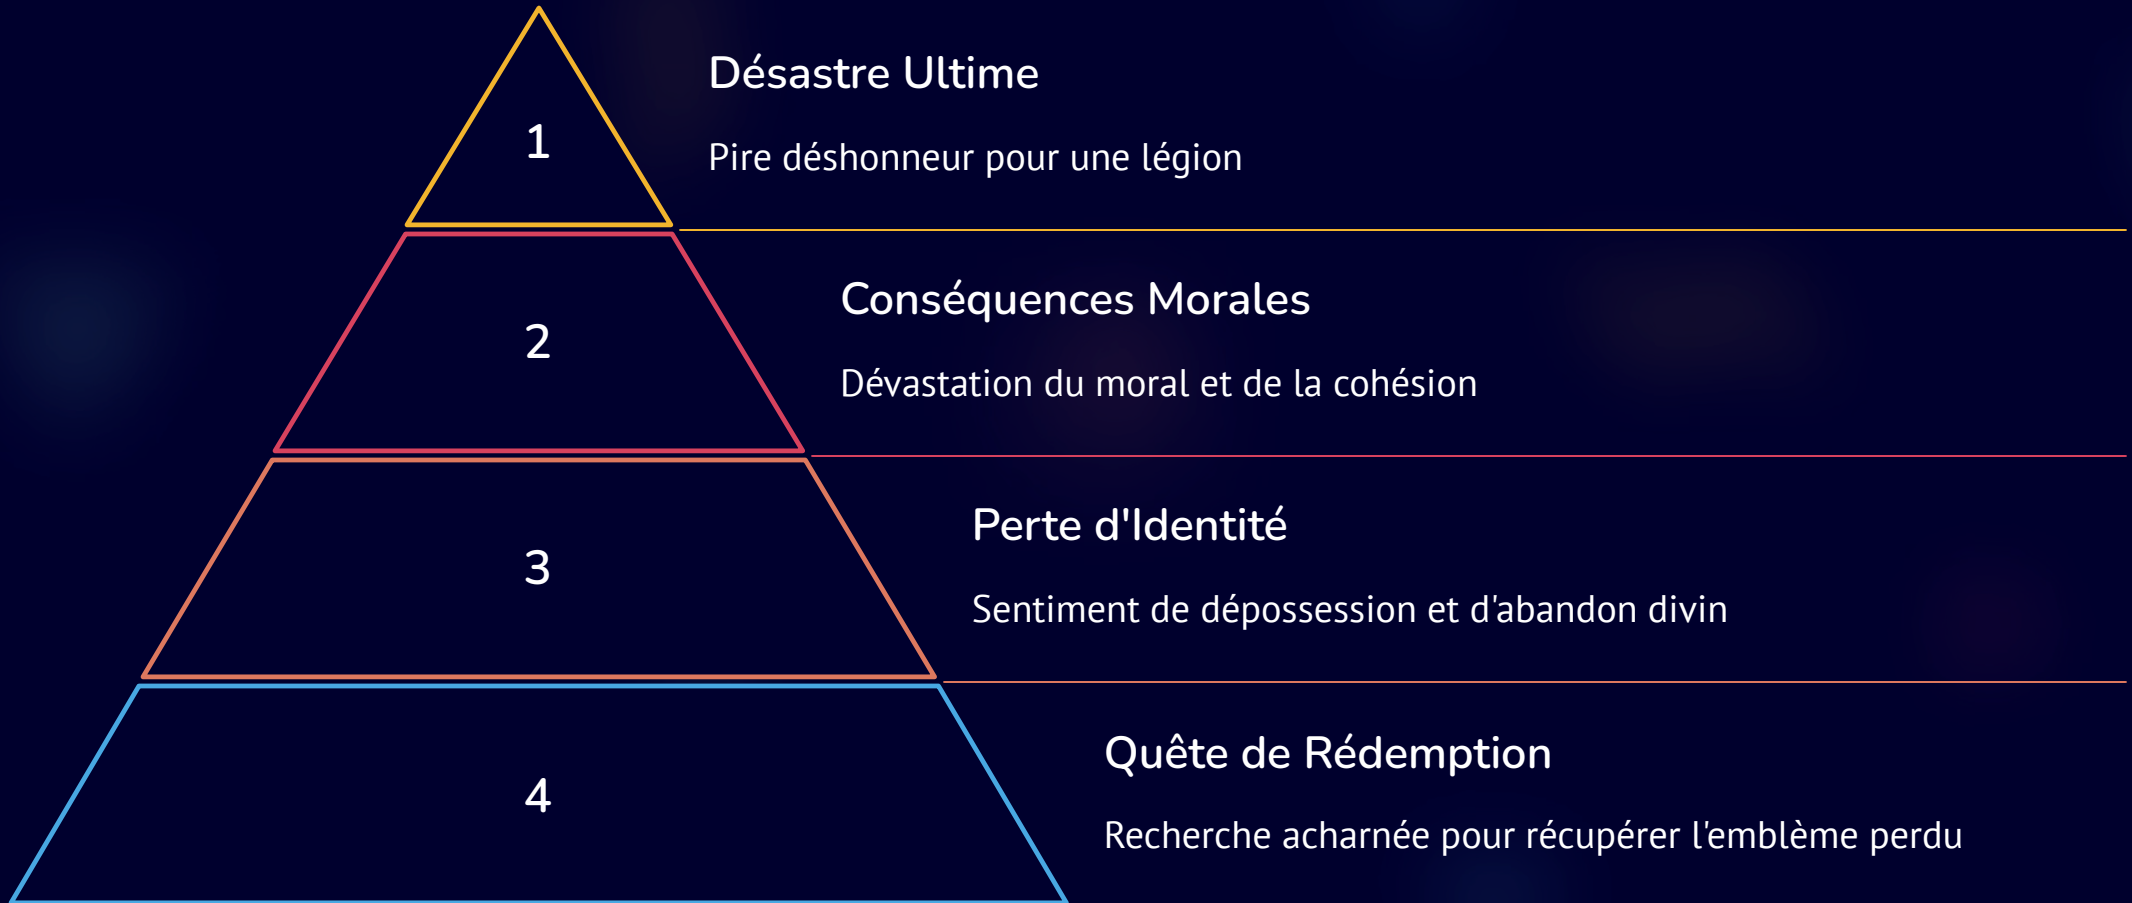 1
Désastre Ultime
Pire déshonneur pour une légion
2
Conséquences Morales
Dévastation du moral et de la cohésion
3
Perte d'Identité
Sentiment de dépossession et d'abandon divin
4
Quête de Rédemption
Recherche acharnée pour récupérer l'emblème perdu